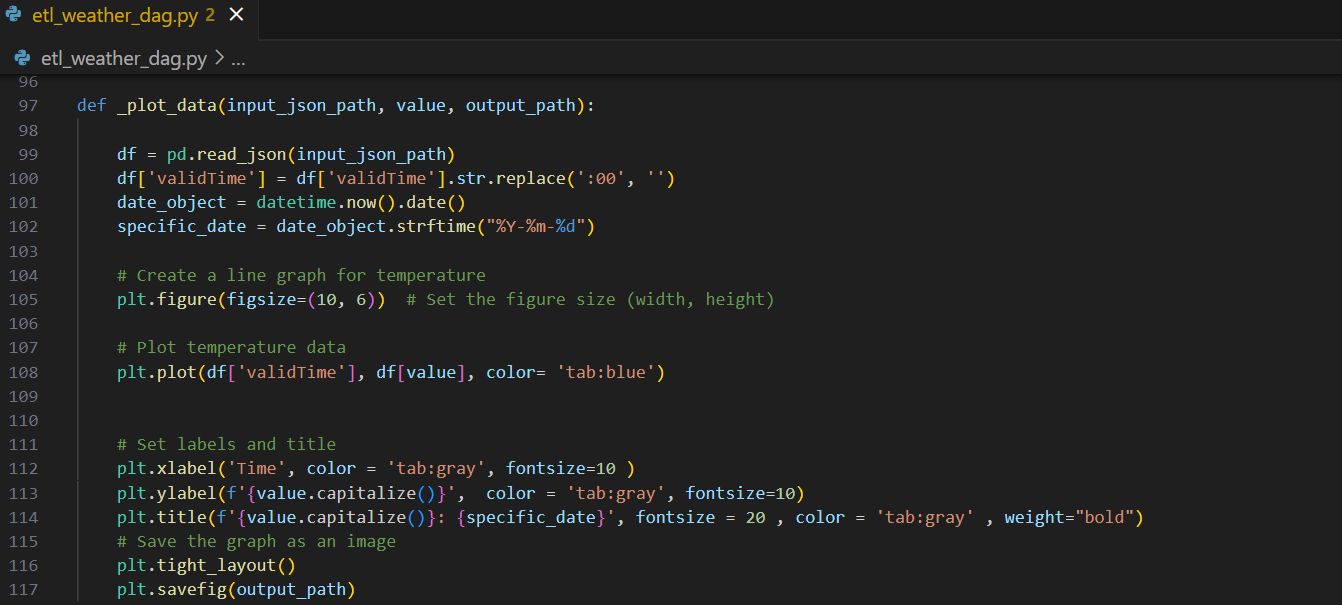 etl_weather_dag.py 2 ×
etl_weather_dag.py > ...
96
97 def _plot_data(input_json_path, value, output_path):
98
99     df = pd.read_json(input_json_path)
100     df['validTime'] = df['validTime'].str.replace(':00', '')
101     date_object = datetime.now().date()
102     specific_date = date_object.strftime("%Y-%m-%d")
103
104     # Create a line graph for temperature
105     plt.figure(figsize=(10, 6))  # Set the figure size (width, height)
106
107     # Plot temperature data
108     plt.plot(df['validTime'], df[value], color= 'tab:blue')
109
110
111     # Set labels and title
112     plt.xlabel('Time', color = 'tab:gray', fontsize=10 )
113     plt.ylabel(f'{value.capitalize()}',  color = 'tab:gray', fontsize=10)
114     plt.title(f'{value.capitalize()}: {specific_date}', fontsize = 20 , color = 'tab:gray' , weight="bold")
115     # Save the graph as an image
116     plt.tight_layout()
117     plt.savefig(output_path)